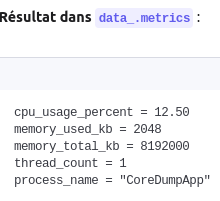 Résultat dans data_.metrics :
cpu_usage_percent = 12.50
memory_used_kb = 2048
memory_total_kb = 8192000
thread_count = 1
process_name = "CoreDumpApp"